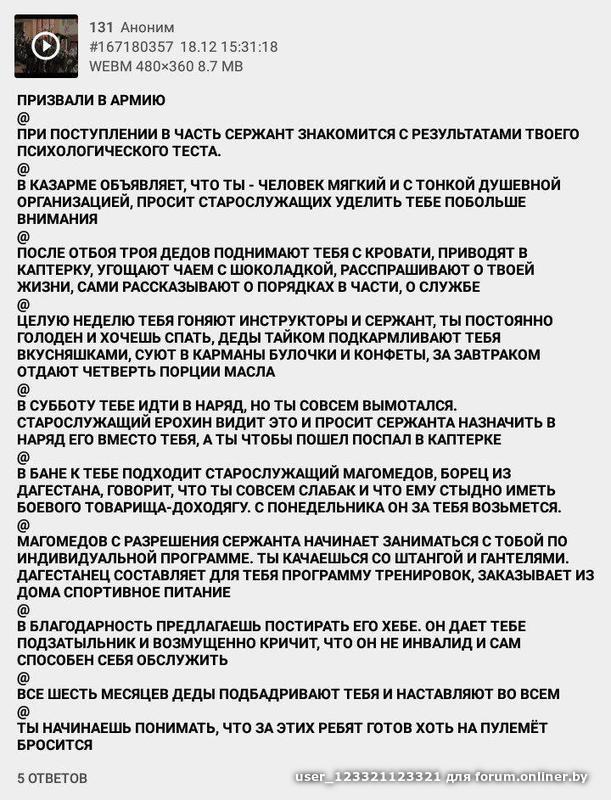 131 Аноним
#167180357 18.12 15:31:18
WEBM 480×360 8.7 MB
ПРИЗВАЛИ В АРМИЮ
@
ПРИ ПОСТУПЛЕНИИ В ЧАСТЬ СЕРЖАНТ ЗНАКОМИТСЯ С РЕЗУЛЬТАТАМИ ТВОЕГО
ПСИХОЛОГИЧЕСКОГО ТЕСТА.
@
В КАЗАРМЕ ОБЪЯВЛЯЕТ, ЧТО ТЫ - ЧЕЛОВЕК МЯГКИЙ И С ТОНКОЙ ДУШЕВНОЙ
ОРГАНИЗАЦИЕЙ, ПРОСИТ СТАРОСЛУЖАЩИХ УДЕЛИТЬ ТЕБЕ ПОБОЛЬШЕ
ВНИМАНИЯ
@
ПОСЛЕ ОТБОЯ ТРОЯ ДЕДОВ ПОДНИМАЮТ ТЕБЯ С КРОВАТИ, ПРИВОДЯТ В
КАПТЕРКУ, УГОЩАЮТ ЧАЕМ С ШОКОЛАДКОЙ, РАССПРАШИВАЮТ О ТВОЕЙ
ЖИЗНИ, САМИ РАССКАЗЫВАЮТ О ПОРЯДКАХ В ЧАСТИ, О СЛУЖБЕ
@
ЦЕЛУЮ НЕДЕЛЮ ТЕБЯ ГОНЯЮТ ИНСТРУКТОРЫ И СЕРЖАНТ, ТЫ ПОСТОЯННО
ГОЛОДЕН И ХОЧЕШЬ СПАТЬ, ДЕДЫ ТАЙКОМ ПОДКАРМЛИВАЮТ ТЕБЯ
ВКУСНЯШКАМИ, СУЮТ В КАРМАНЫ БУЛОЧКИ И КОНФЕТЫ, ЗА ЗАВТРАКОМ
ОТДАЮТ ЧЕТВЕРТЬ ПОРЦИИ МАСЛА
@
В СУББОТУ ТЕБЕ ИДТИ В НАРЯД, НО ТЫ СОВСЕМ ВЫМОТАЛСЯ.
СТАРОСЛУЖАЩИЙ ЕРОХИН ВИДИТ ЭТО И ПРОСИТ СЕРЖАНТА НАЗНАЧИТЬ В
НАРЯД ЕГО ВМЕСТО ТЕБЯ, А ТЫ ЧТОБЫ ПОШЕЛ ПОСПАЛ В КАПТЕРКЕ
@
В БАНЕ К ТЕБЕ ПОДХОДИТ СТАРОСЛУЖАЩИЙ МАГОМЕДОВ, БОРЕЦ ИЗ
ДАГЕСТАНА, ГОВОРИТ, ЧТО ТЫ СОВСЕМ СЛАБАК И ЧТО ЕМУ СТЫДНО ИМЕТЬ
БОЕВОГО ТОВАРИЩА-ДОХОДЯГУ. С ПОНЕДЕЛЬНИКА ОН ЗА ТЕБЯ ВОЗЬМЕТСЯ.
@
МАГОМЕДОВ С РАЗРЕШЕНИЯ СЕРЖАНТА НАЧИНАЕТ ЗАНИМАТЬСЯ С ТОБОЙ ПО
ИНДИВИДУАЛЬНОЙ ПРОГРАММЕ. ТЫ КАЧАЕШЬСЯ СО ШТАНГОЙ И ГАНТЕЛЯМИ.
ДАГЕСТАНЕЦ СОСТАВЛЯЕТ ДЛЯ ТЕБЯ ПРОГРАММУ ТРЕНИРОВОК, ЗАКАЗЫВАЕТ ИЗ
ДОМА СПОРТИВНОЕ ПИТАНИЕ
@
В БЛАГОДАРНОСТЬ ПРЕДЛАГАЕШЬ ПОСТИРАТЬ ЕГО ХЕБЕ. ОН ДАЕТ ТЕБЕ
ПОДЗАТЫЛЬНИК И ВОЗМУЩЕННО КРИЧИТ, ЧТО ОН НЕ ИНВАЛИД И САМ
СПОСОБЕН СЕБЯ ОБСЛУЖИТЬ
@
ВСЕ ШЕСТЬ МЕСЯЦЕВ ДЕДЫ ПОДБАДРИВАЮТ ТЕБЯ И НАСТАВЛЯЮТ ВО ВСЕМ
@
ТЫ НАЧИНАЕШЬ ПОНИМАТЬ, ЧТО ЗА ЭТИХ РЕБЯТ ГОТОВ ХОТЬ НА ПУЛЕМЁТ
БРОСИТСЯ
5 ОТВЕТОВ
user_123321123321 для forum.onliner.by